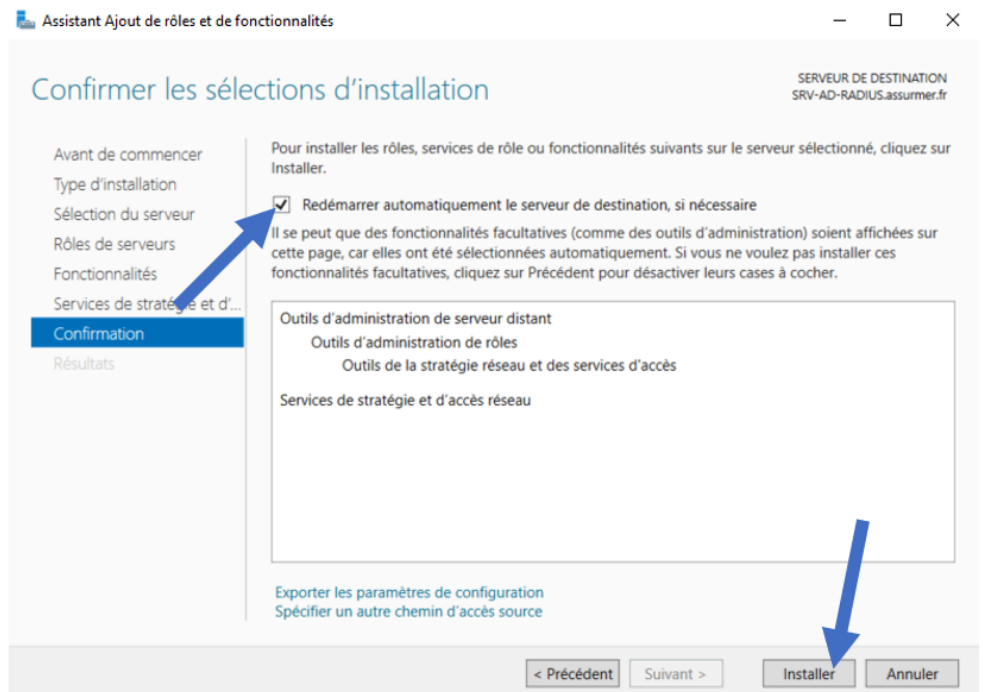 Assistant Ajout de rôles et de fonctionnalités
Confirmer les sélections d'installation
SERVEUR DE DESTINATION
SRV-AD-RADIUS.assurmer.fr
Avant de commencer
Type d'installation
Sélection du serveur
Rôles de serveurs
Fonctionnalités
Services de stratégie et d'...
Confirmation
Résultats
Pour installer les rôles, services de rôle ou fonctionnalités suivants sur le serveur sélectionné, cliquez sur
Installer.
Redémarrer automatiquement le serveur de destination, si nécessaire
Il se peut que des fonctionnalités facultatives (comme des outils d'administration) soient affichées sur
cette page, car elles ont été sélectionnées automatiquement. Si vous ne voulez pas installer ces
fonctionnalités facultatives, cliquez sur Précédent pour désactiver leurs cases à cocher.
Outils d'administration de serveur distant
Outils d'administration de rôles
Outils de la stratégie réseau et des services d'accès
Services de stratégie et d'accès réseau
Exporter les paramètres de configuration
Spécifier un autre chemin d'accès source
< Précédent
Suivant >
Installer
Annuler